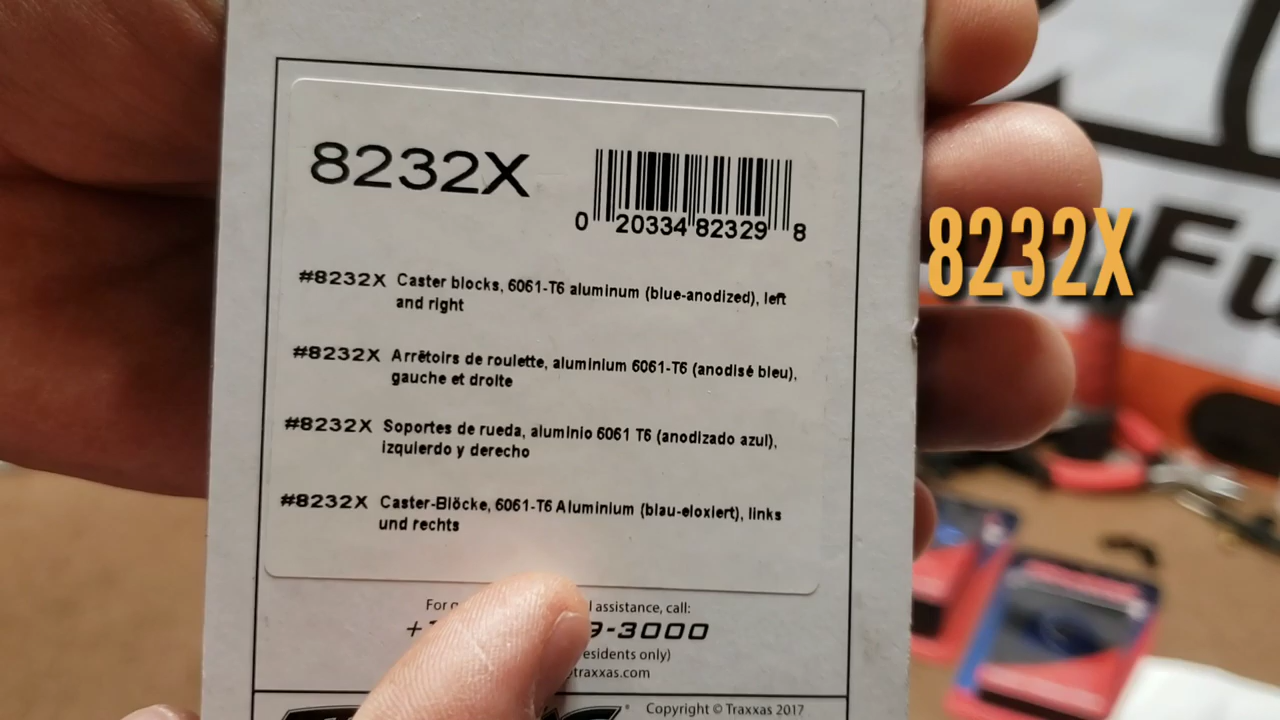 8232X
0 20334 82329 8
8232X
#8232X Caster blocks, 6061-T6 aluminum (blue-anodized), left
and right
#8232X Arrêtoirs de roulette, aluminium 6061-T6 (anodisé bleu),
gauche et droite
#8232X Soportes de rueda, aluminio 6061 T6 (anodizado azul),
izquierdo y derecho
#8232X Caster-Blöcke, 6061-T6 Aluminium (blau-eloxiert), links
und rechts
For assistance, call:
9-3000
residents only)
traxxas.com
Copyright © Traxxas 2017
Fu